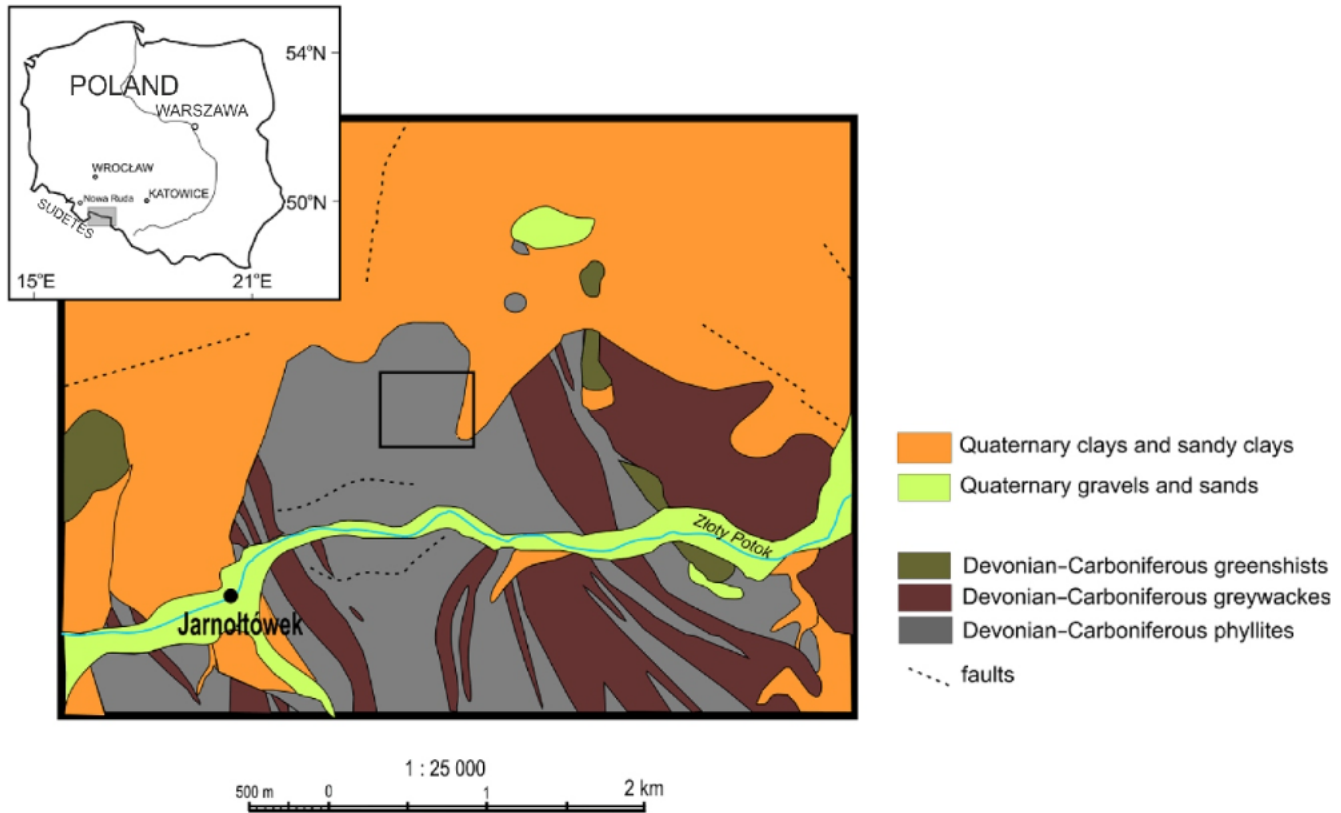 POLAND
54°N
WARSZAWA
WROCŁAW
Nowa Ruda
KATOWICE
50°N
SUDETES
15°E
21°E
Złoty Potok
Jarnołtówek
Quaternary clays and sandy clays
Quaternary gravels and sands
Devonian–Carboniferous greenshists
Devonian–Carboniferous greywackes
Devonian–Carboniferous phyllites
faults
1 : 25 000
500 m 0 1 2 km